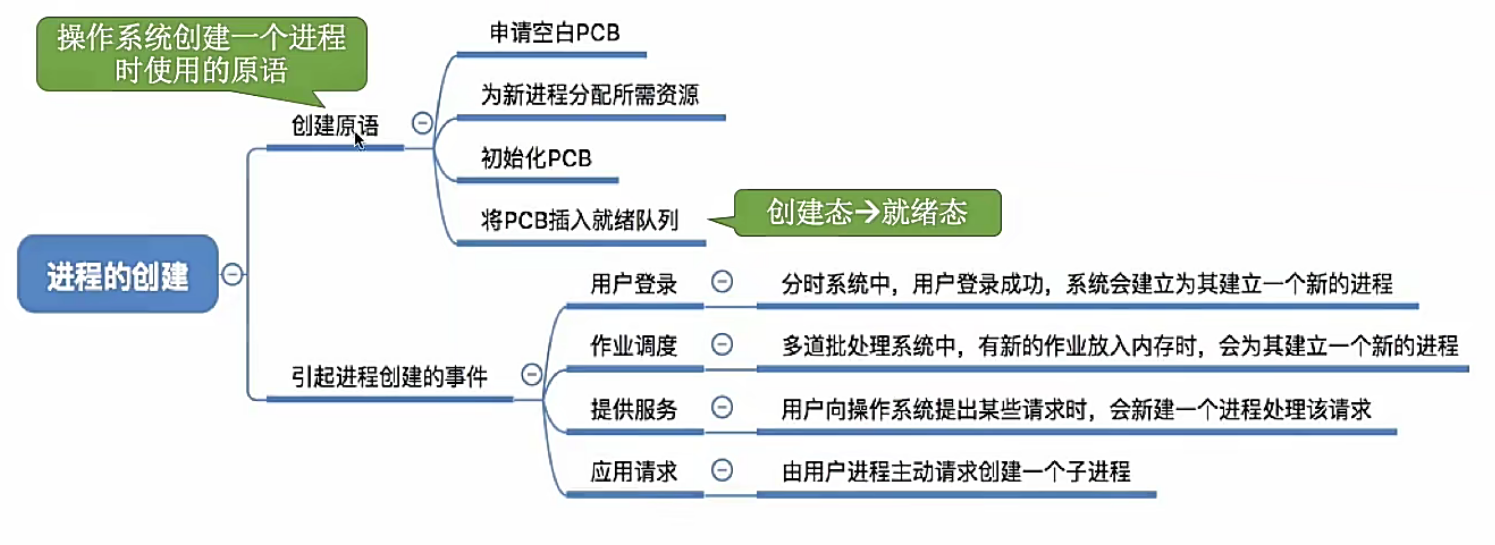 操作系统创建一个进程
时使用的原语
创建原语
申请空白PCB
为新进程分配所需资源
初始化PCB
将PCB插入就绪队列
创建态→就绪态
进程的创建
引起进程创建的事件
用户登录
分时系统中，用户登录成功，系统会建立为其建立一个新的进程
作业调度
多道批处理系统中，有新的作业放入内存时，会为其建立一个新的进程
提供服务
用户向操作系统提出某些请求时，会新建一个进程处理该请求
应用请求
由用户进程主动请求创建一个子进程